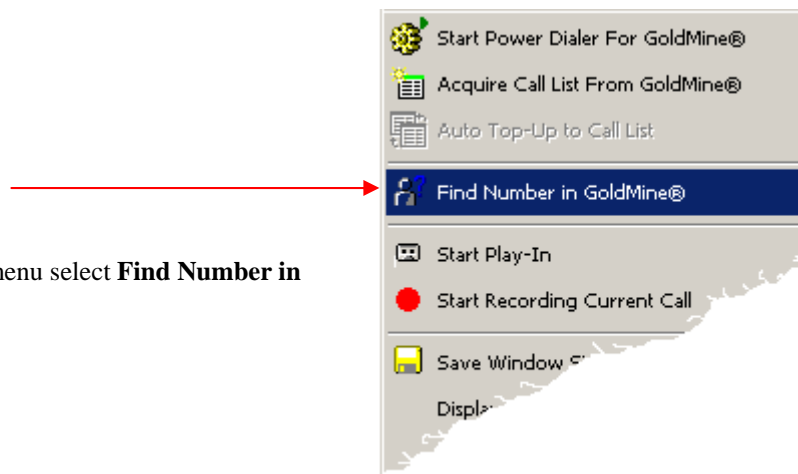 Start Power Dialer For GoldMine®
Acquire Call List From GoldMine®
Auto Top-Up to Call List
Find Number in GoldMine®
menu select Find Number in
Start Play-In
Start Recording Current Call
Save Window